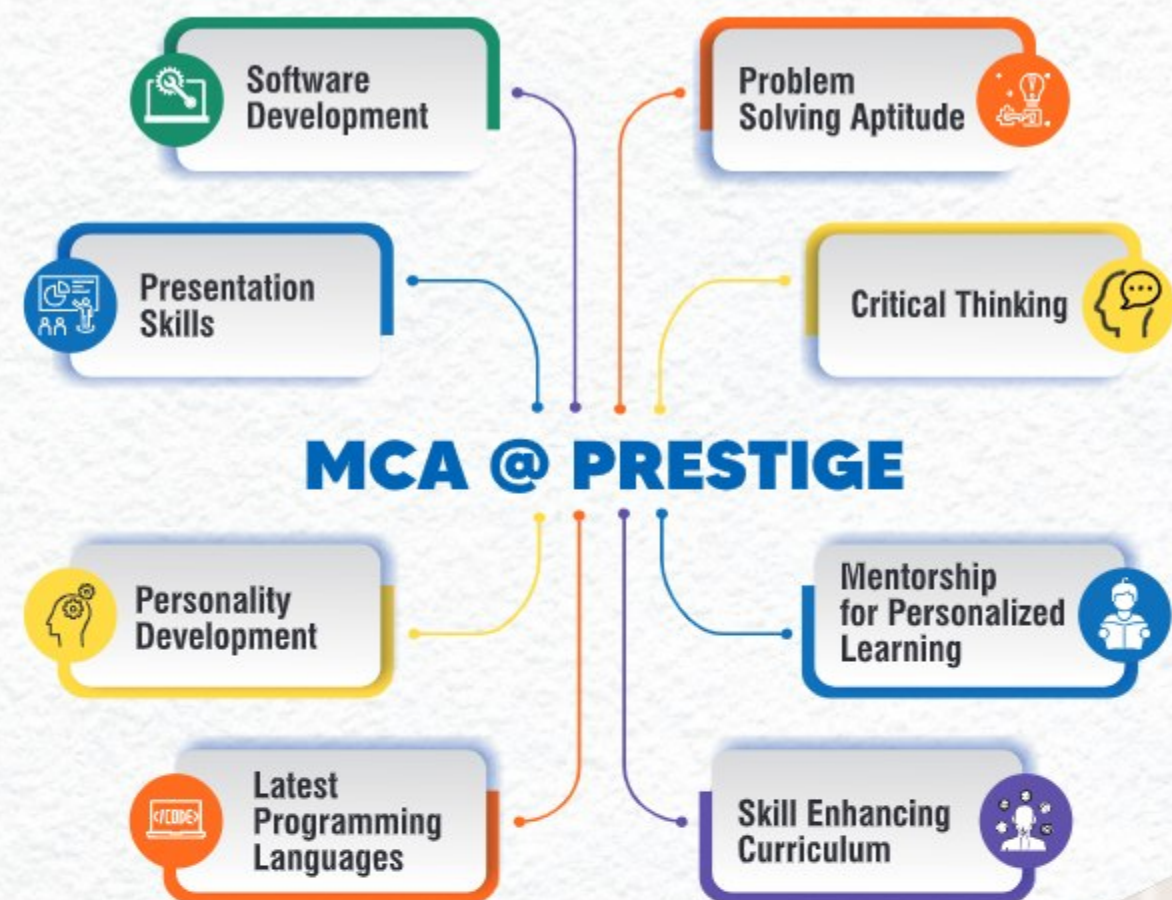 Software
Development
Problem
Solving Aptitude
Presentation
Skills
Critical Thinking
MCA @ PRESTIGE
Personality
Development
Mentorship
for Personalized
Learning
Latest
Programming
Languages
</CODE>
Skill Enhancing
Curriculum